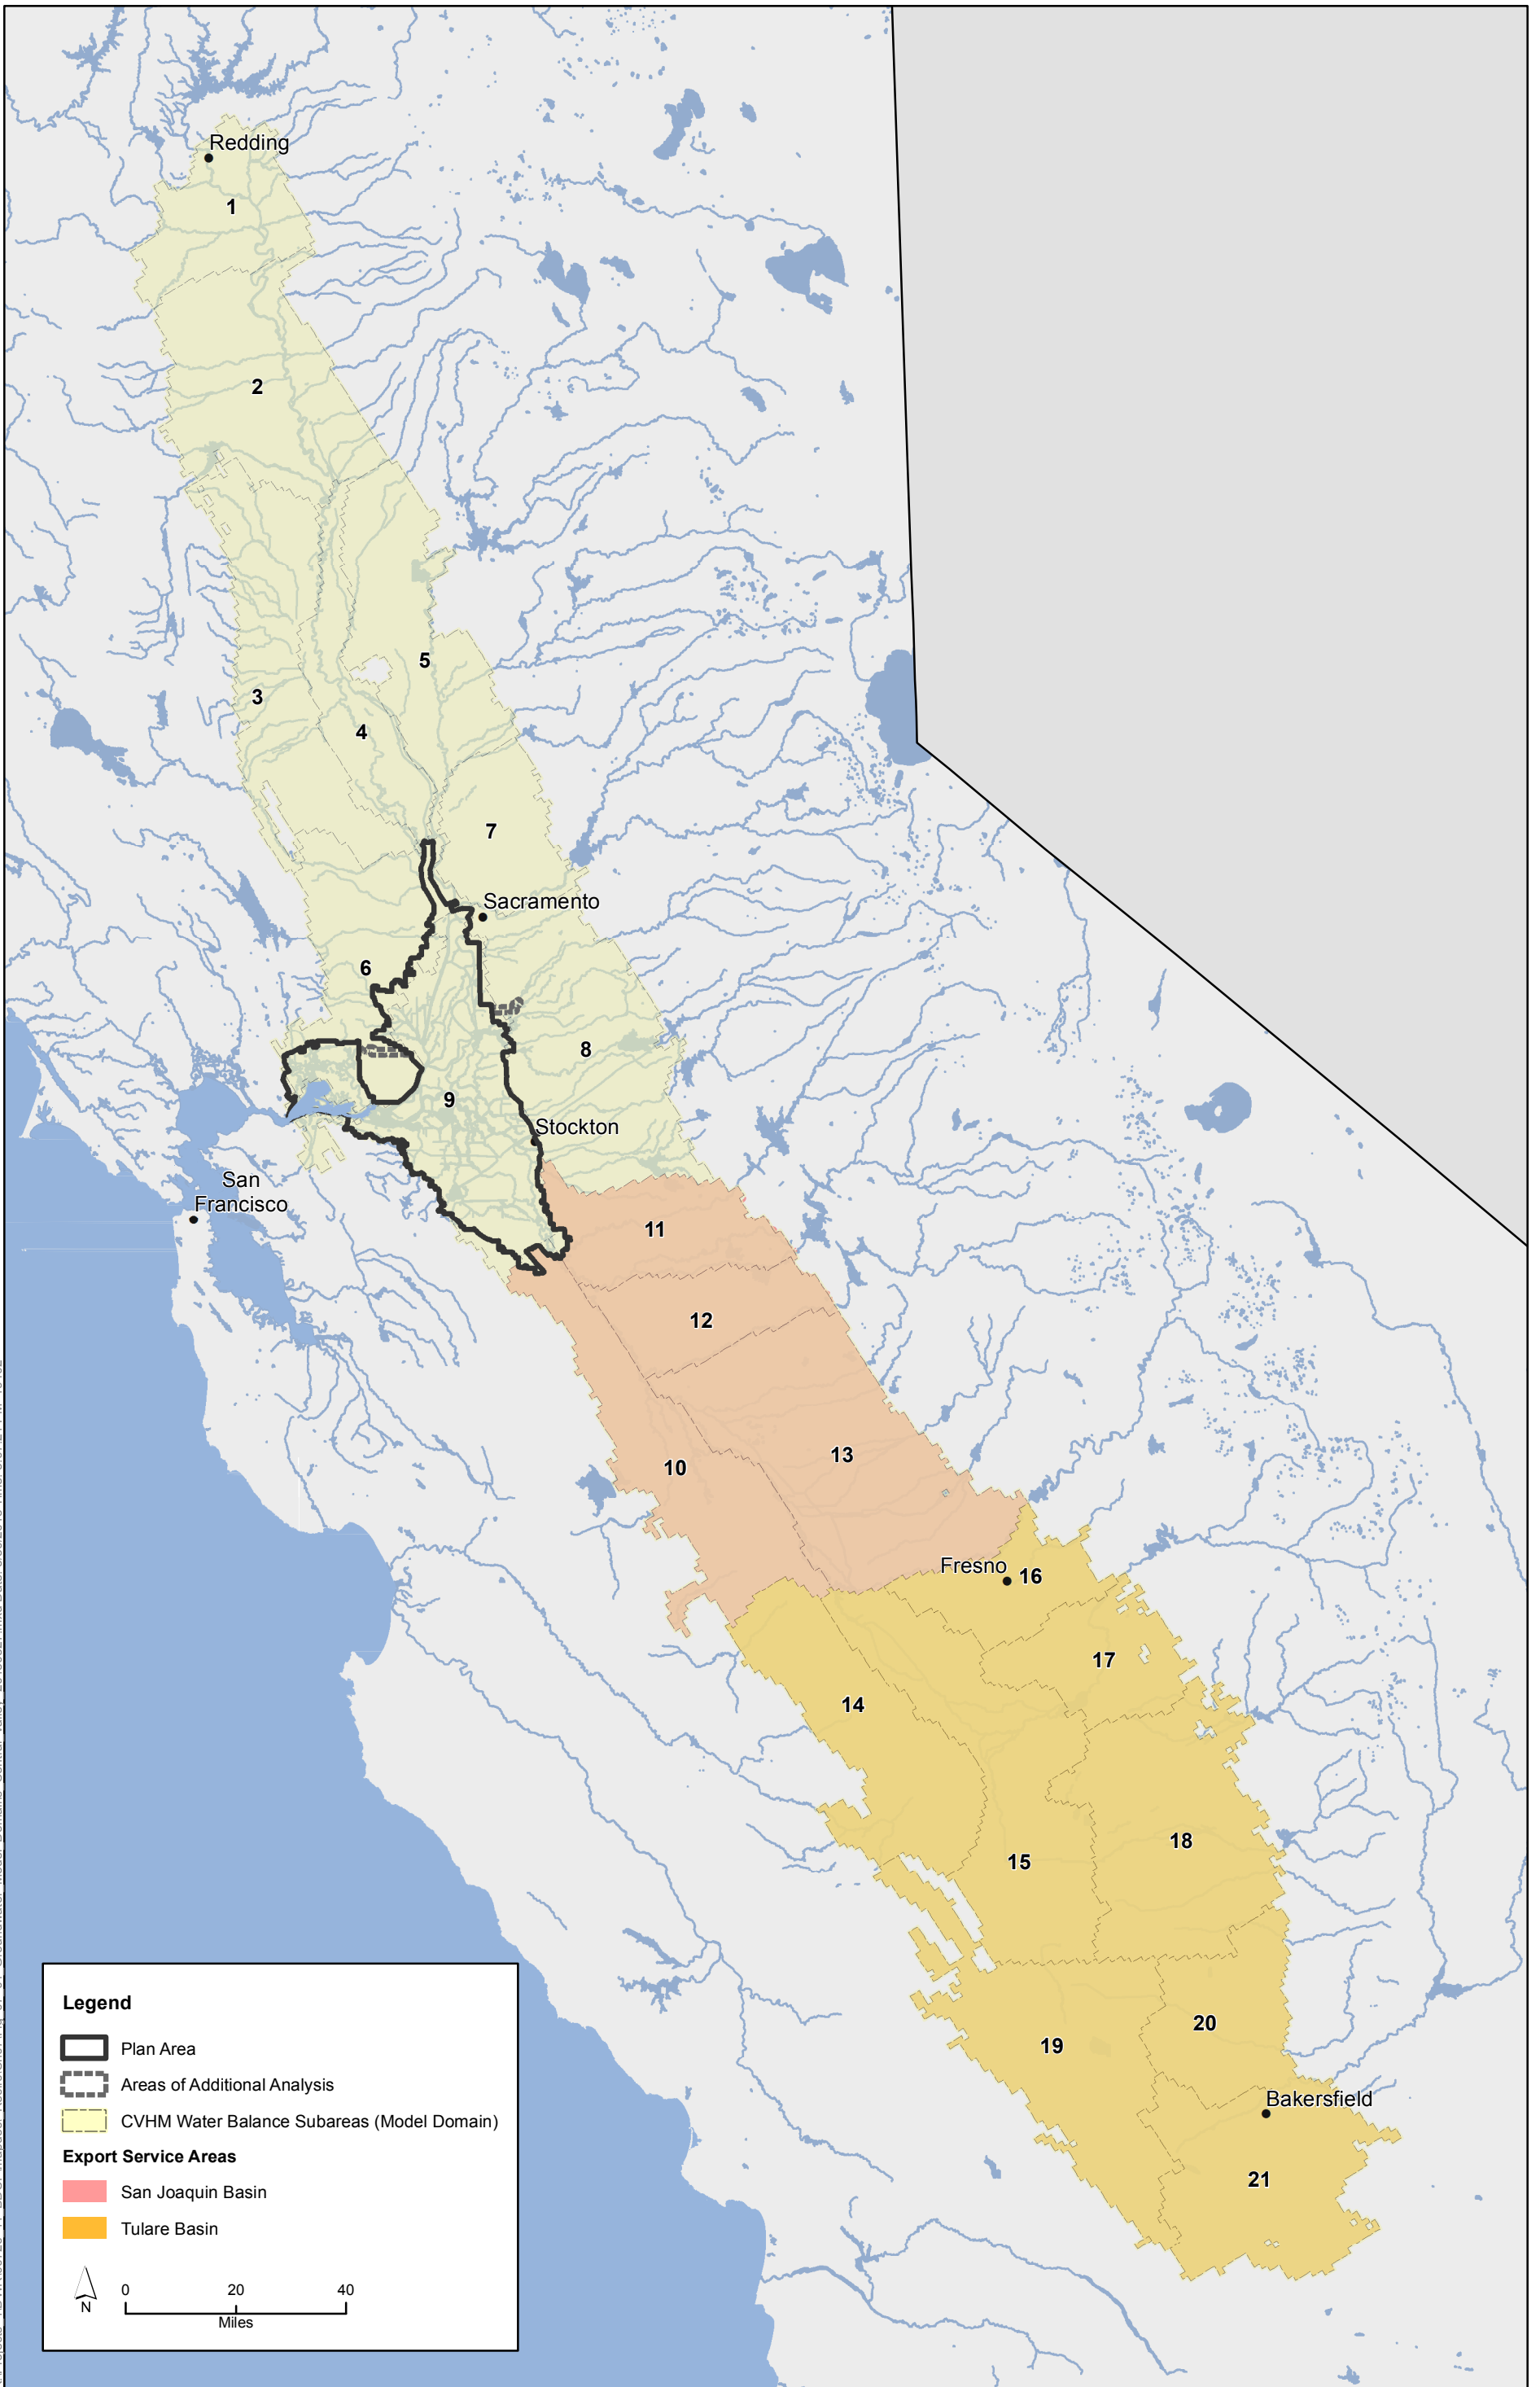 Redding
1
2
5
3
4
7
Sacramento
6
8
9
Stockton
San
Francisco
11
12
13
10
Fresno
16
17
14
18
15
20
19
Bakersfield
21
Legend
Plan Area
Areas of Additional Analysis
CVHM Water Balance Subareas (Model Domain)
Export Service Areas
San Joaquin Basin
Tulare Basin
0 20 40
N
Miles